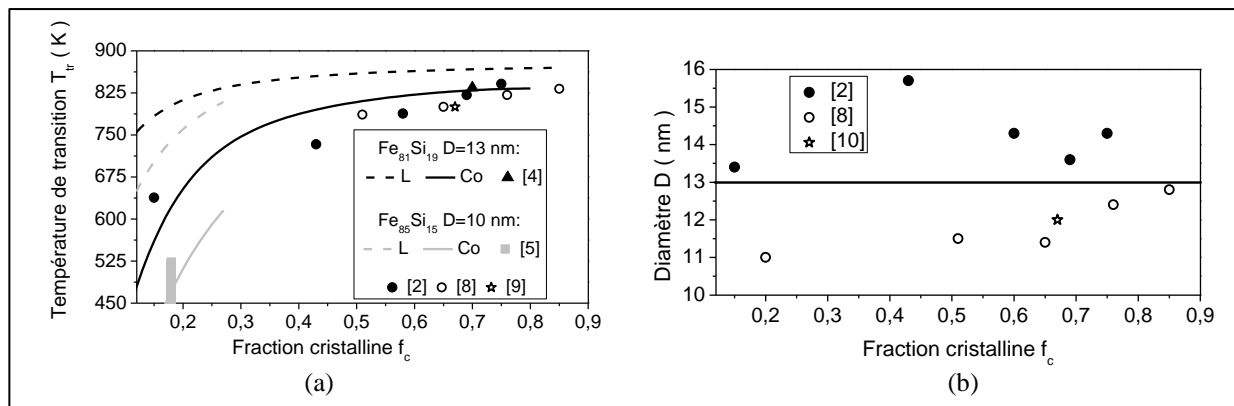 Température de transition T_tr ( K )
900
825
750
675
600
525
450
0,2 0,3 0,4 0,5 0,6 0,7 0,8 0,9
Fraction cristalline f_c
Fe81Si19 D=13 nm:
L Co [4]
Fe85Si15 D=10 nm:
L Co [5]
[2] [8] [9]
(a)
Diamètre D ( nm )
16
15
14
13
12
11
10
0,2 0,3 0,4 0,5 0,6 0,7 0,8 0,9
Fraction cristalline f_c
[2]
[8]
[10]
(b)